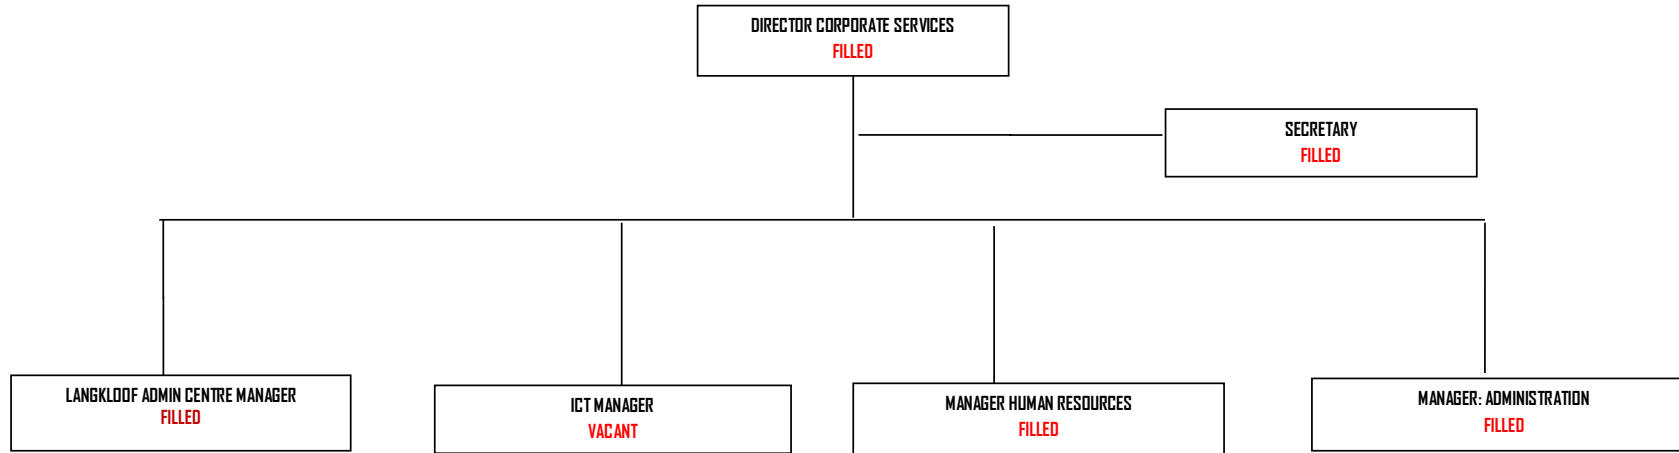 DIRECTOR CORPORATE SERVICES
FILLED
SECRETARY
FILLED
LANGKLOOF ADMIN CENTRE MANAGER
FILLED
ICT MANAGER
VACANT
MANAGER HUMAN RESOURCES
FILLED
MANAGER: ADMINISTRATION
FILLED